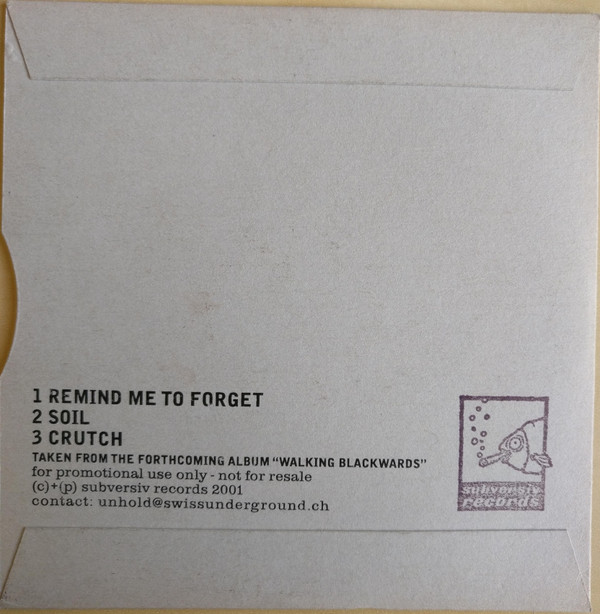 1 REMIND ME TO FORGET
2 SOIL
3 CRUTCH
TAKEN FROM THE FORTHCOMING ALBUM "WALKING BLACKWARDS"
for promotional use only - not for resale
(c)+(p) subversiv records 2001
contact: unhold@swissunderground.ch
subversiv
records